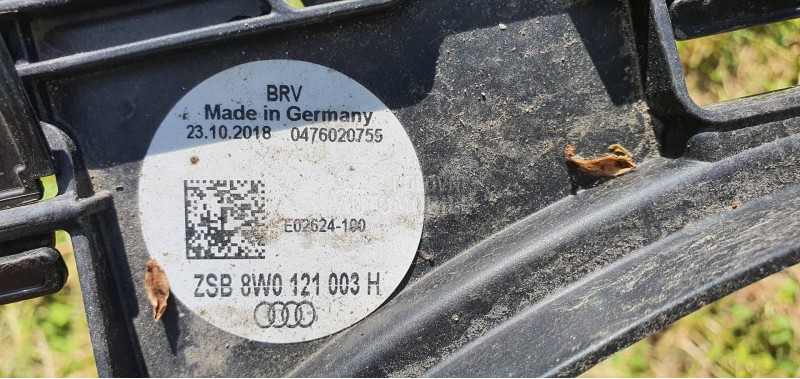 BRV
Made in Germany
23.10.2018 0476020755
E02624-100
ZSB 8W0 121 003 H